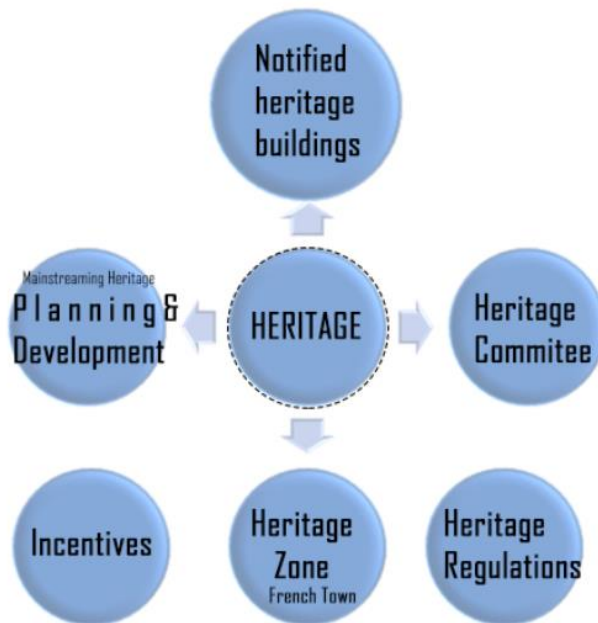 Notified
heritage
buildings
Mainstreaming Heritage
Planning&
Development
HERITAGE
Heritage
Commitee
Incentives
Heritage
Zone
French Town
Heritage
Regulations